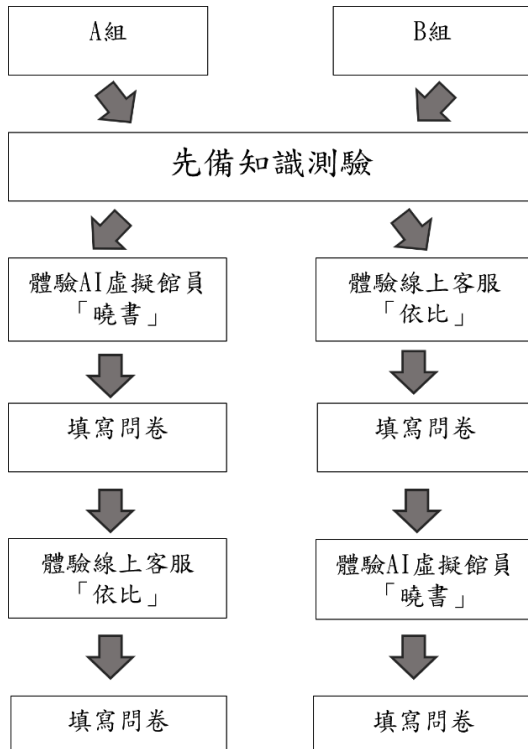 A組
B組
先備知識測驗
體驗AI虛擬館員
「曉書」
體驗線上客服
「依比」
填寫問卷
填寫問卷
體驗線上客服
「依比」
體驗AI虛擬館員
「曉書」
填寫問卷
填寫問卷